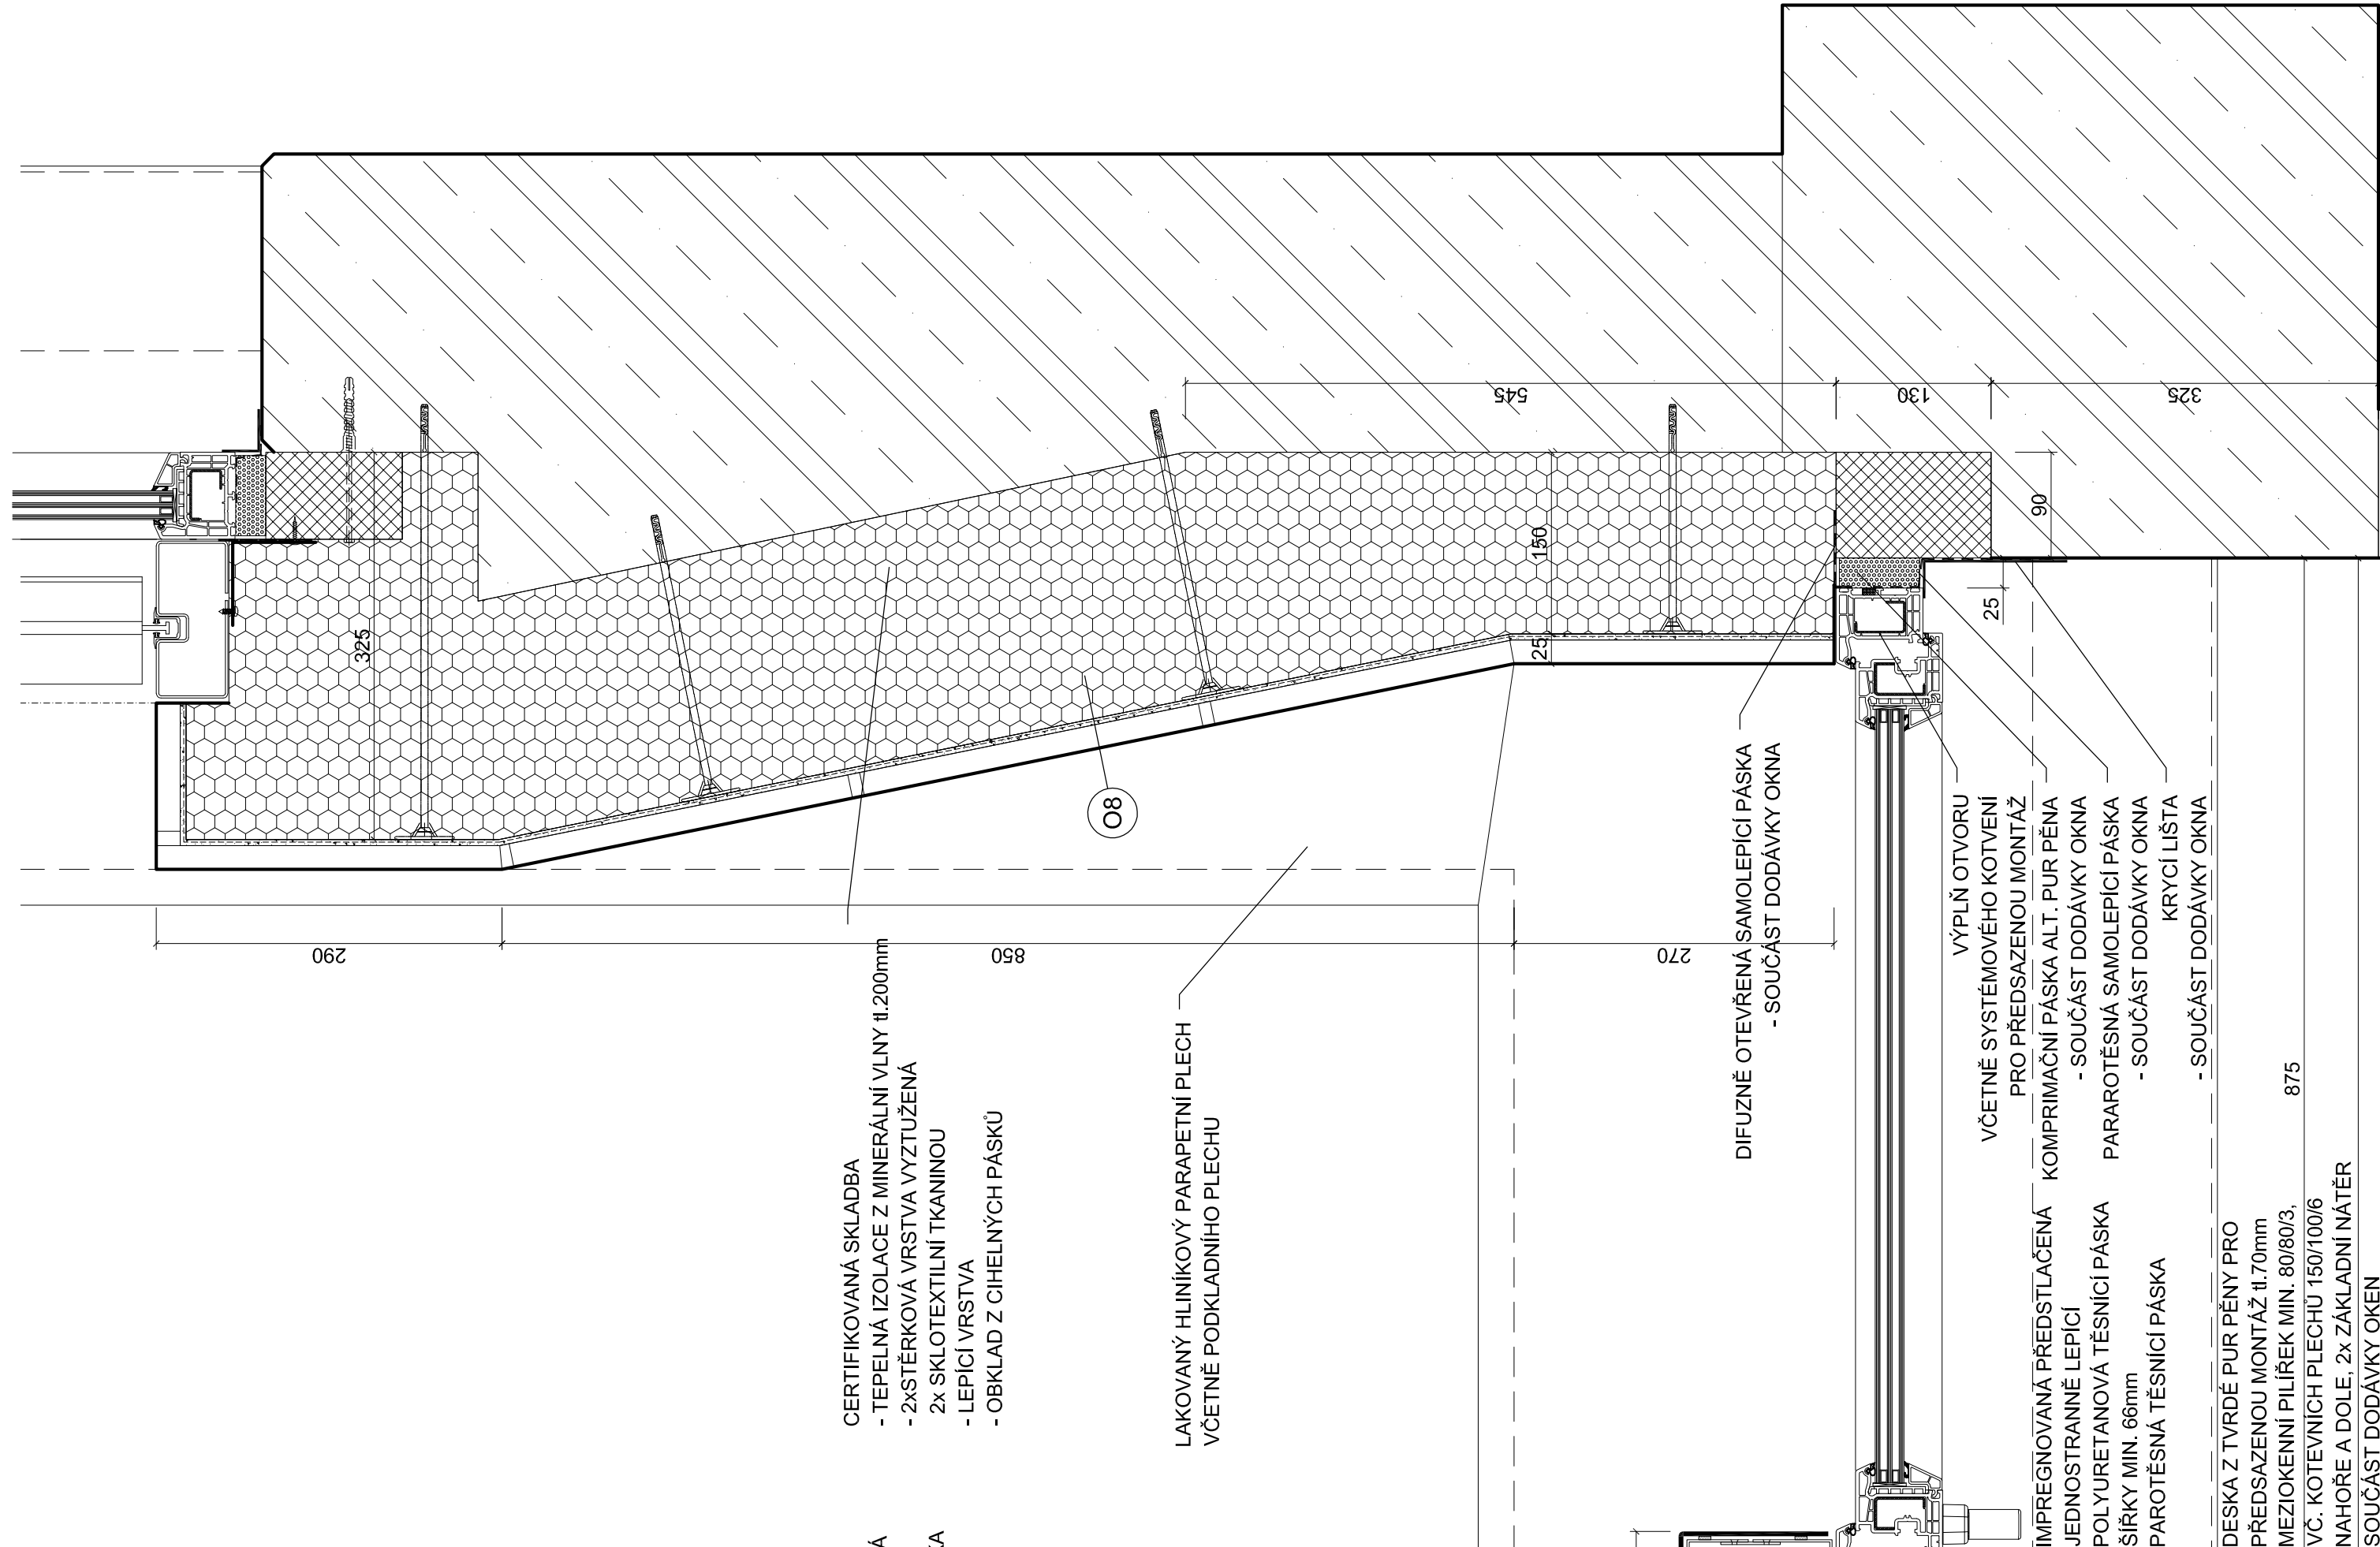 325
545
130
325
90
25
150
25
O8
290
850
270
CERTIFIKOVANÁ SKLADBA
- TEPELNÁ IZOLACE Z MINERÁLNÍ VLNY tl.200mm
- 2xSTĚRKOVÁ VRSTVA VYZTUŽENÁ
2x SKLOTEXTILNÍ TKANINOU
- LEPÍCÍ VRSTVA
- OBKLAD Z CIHELNÝCH PÁSKŮ
LAKOVANÝ HLINÍKOVÝ PARAPETNÍ PLECH
VČETNĚ PODKLADNÍHO PLECHU
DIFUZNĚ OTEVŘENÁ SAMOLEPÍCÍ PÁSKA
- SOUČÁST DODÁVKY OKNA
VÝPLŇ OTVORU
VČETNĚ SYSTÉMOVÉHO KOTVENÍ
PRO PŘEDSAZENOU MONTÁŽ
KOMPRIMAČNÍ PÁSKA ALT. PUR PĚNA
- SOUČÁST DODÁVKY OKNA
PARAROTĚSNÁ SAMOLEPÍCÍ PÁSKA
- SOUČÁST DODÁVKY OKNA
KRYCÍ LIŠTA
- SOUČÁST DODÁVKY OKNA
875
IMPREGNOVANÁ PŘEDSTLAČENÁ
JEDNOSTRANNĚ LEPÍCÍ
POLYURETANOVÁ TĚSNÍCÍ PÁSKA
ŠÍŘKY MIN. 66mm
PAROTĚSNÁ TĚSNÍCÍ PÁSKA
DESKA Z TVRDÉ PUR PĚNY PRO
PŘEDSAZENOU MONTÁŽ tl.70mm
MEZIOKENNÍ PILÍŘEK MIN. 80/80/3,
VČ. KOTEVNÍCH PLECHŮ 150/100/6
NAHOŘE A DOLE, 2x ZÁKLADNÍ NÁTĚR
SOUČÁST DODÁVKY OKEN